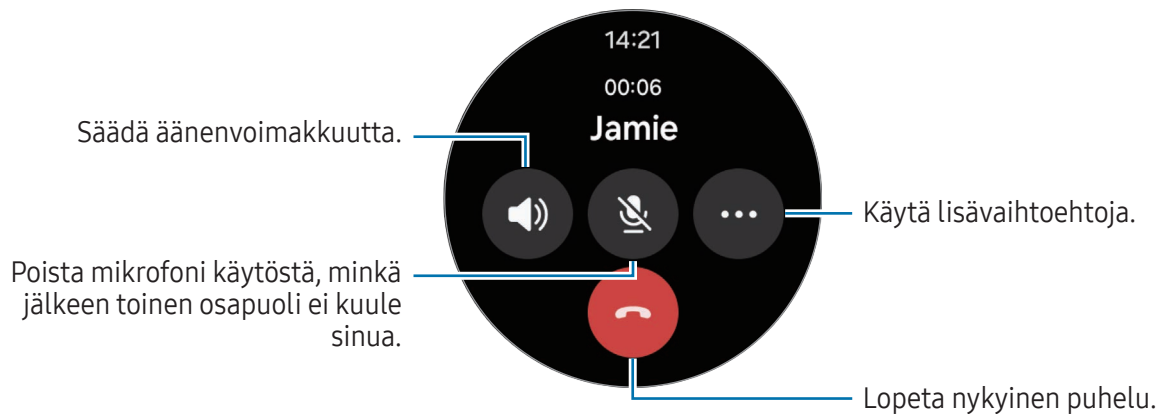 14:21
00:06
Jamie
Säädä äänenvoimakkuutta.
Käytä lisävaihtoehtoja.
Poista mikrofoni käytöstä, minkä
jälkeen toinen osapuoli ei kuule
sinua.
Lopeta nykyinen puhelu.